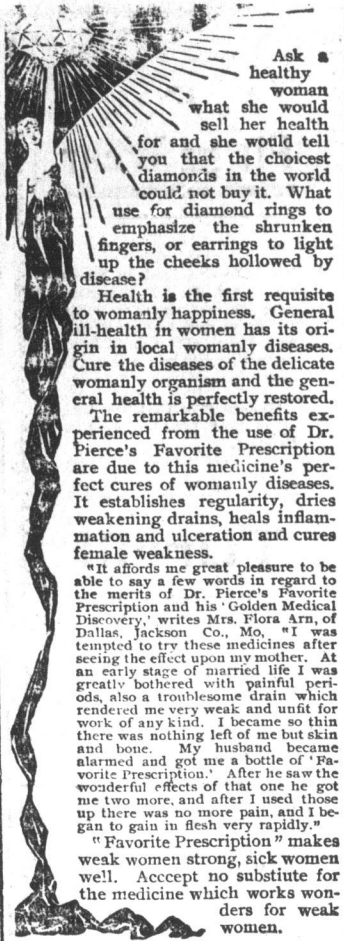 Ask a
healthy
woman
what she would
sell her health
for and she would tell
you that the choicest
diamonds in the world
could not buy it. What
use for diamond rings to
emphasize the shrunken
fingers, or earrings to light
up the cheeks hollowed by
disease?
Health is the first requisite
to womanly happiness. General
ill-health in women has its ori-
gin in local womanly diseases.
Cure the diseases of the delicate
womanly organism and the gen-
eral health is perfectly restored.
The remarkable benefits ex-
perienced from the use of Dr.
Pierce's Favorite Prescription
are due to this medicine's per-
fect cures of womanly diseases.
It establishes regularity, dries
weakening drains, heals inflam-
mation and ulceration and cures
female weakness.
"It affords me great pleasure to be
able to say a few words in regard to
the merits of Dr. Pierce's Favorite
Prescription and his 'Golden Medical
Discovery,' writes Mrs. Flora Arn, of
Dallas, Jackson Co., Mo, "I was
tempted to try these medicines after
seeing the effect upon my mother. At
an early stage of married life I was
greatly bothered with painful peri-
ods, also a troublesome drain which
rendered me very weak and unfit for
work of any kind. I became so thin
there was nothing left of me but skin
and bone. My husband became
alarmed and got me a bottle of 'Fa-
vorite Prescription.' After he saw the
wonderful effects of that one he got
me two more, and after I used those
up there was no more pain, and I be-
gan to gain in flesh very rapidly."
"Favorite Prescription" makes
weak women strong, sick women
well. Acccept no substiute for
the medicine which works won-
ders for weak
women.